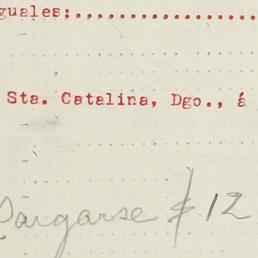 guales:..................
Sta. Catalina, Dgo., á
Cargarse $ 12